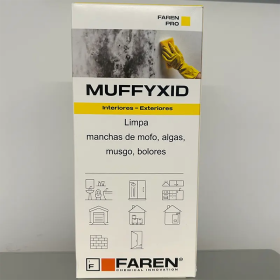 FAREN
PRO
MUFFYXID
Interiores - Exteriores
Limpa
manchas de mofo, algas,
musgo, bolores
F FAREN
CHEMICAL INNOVATION